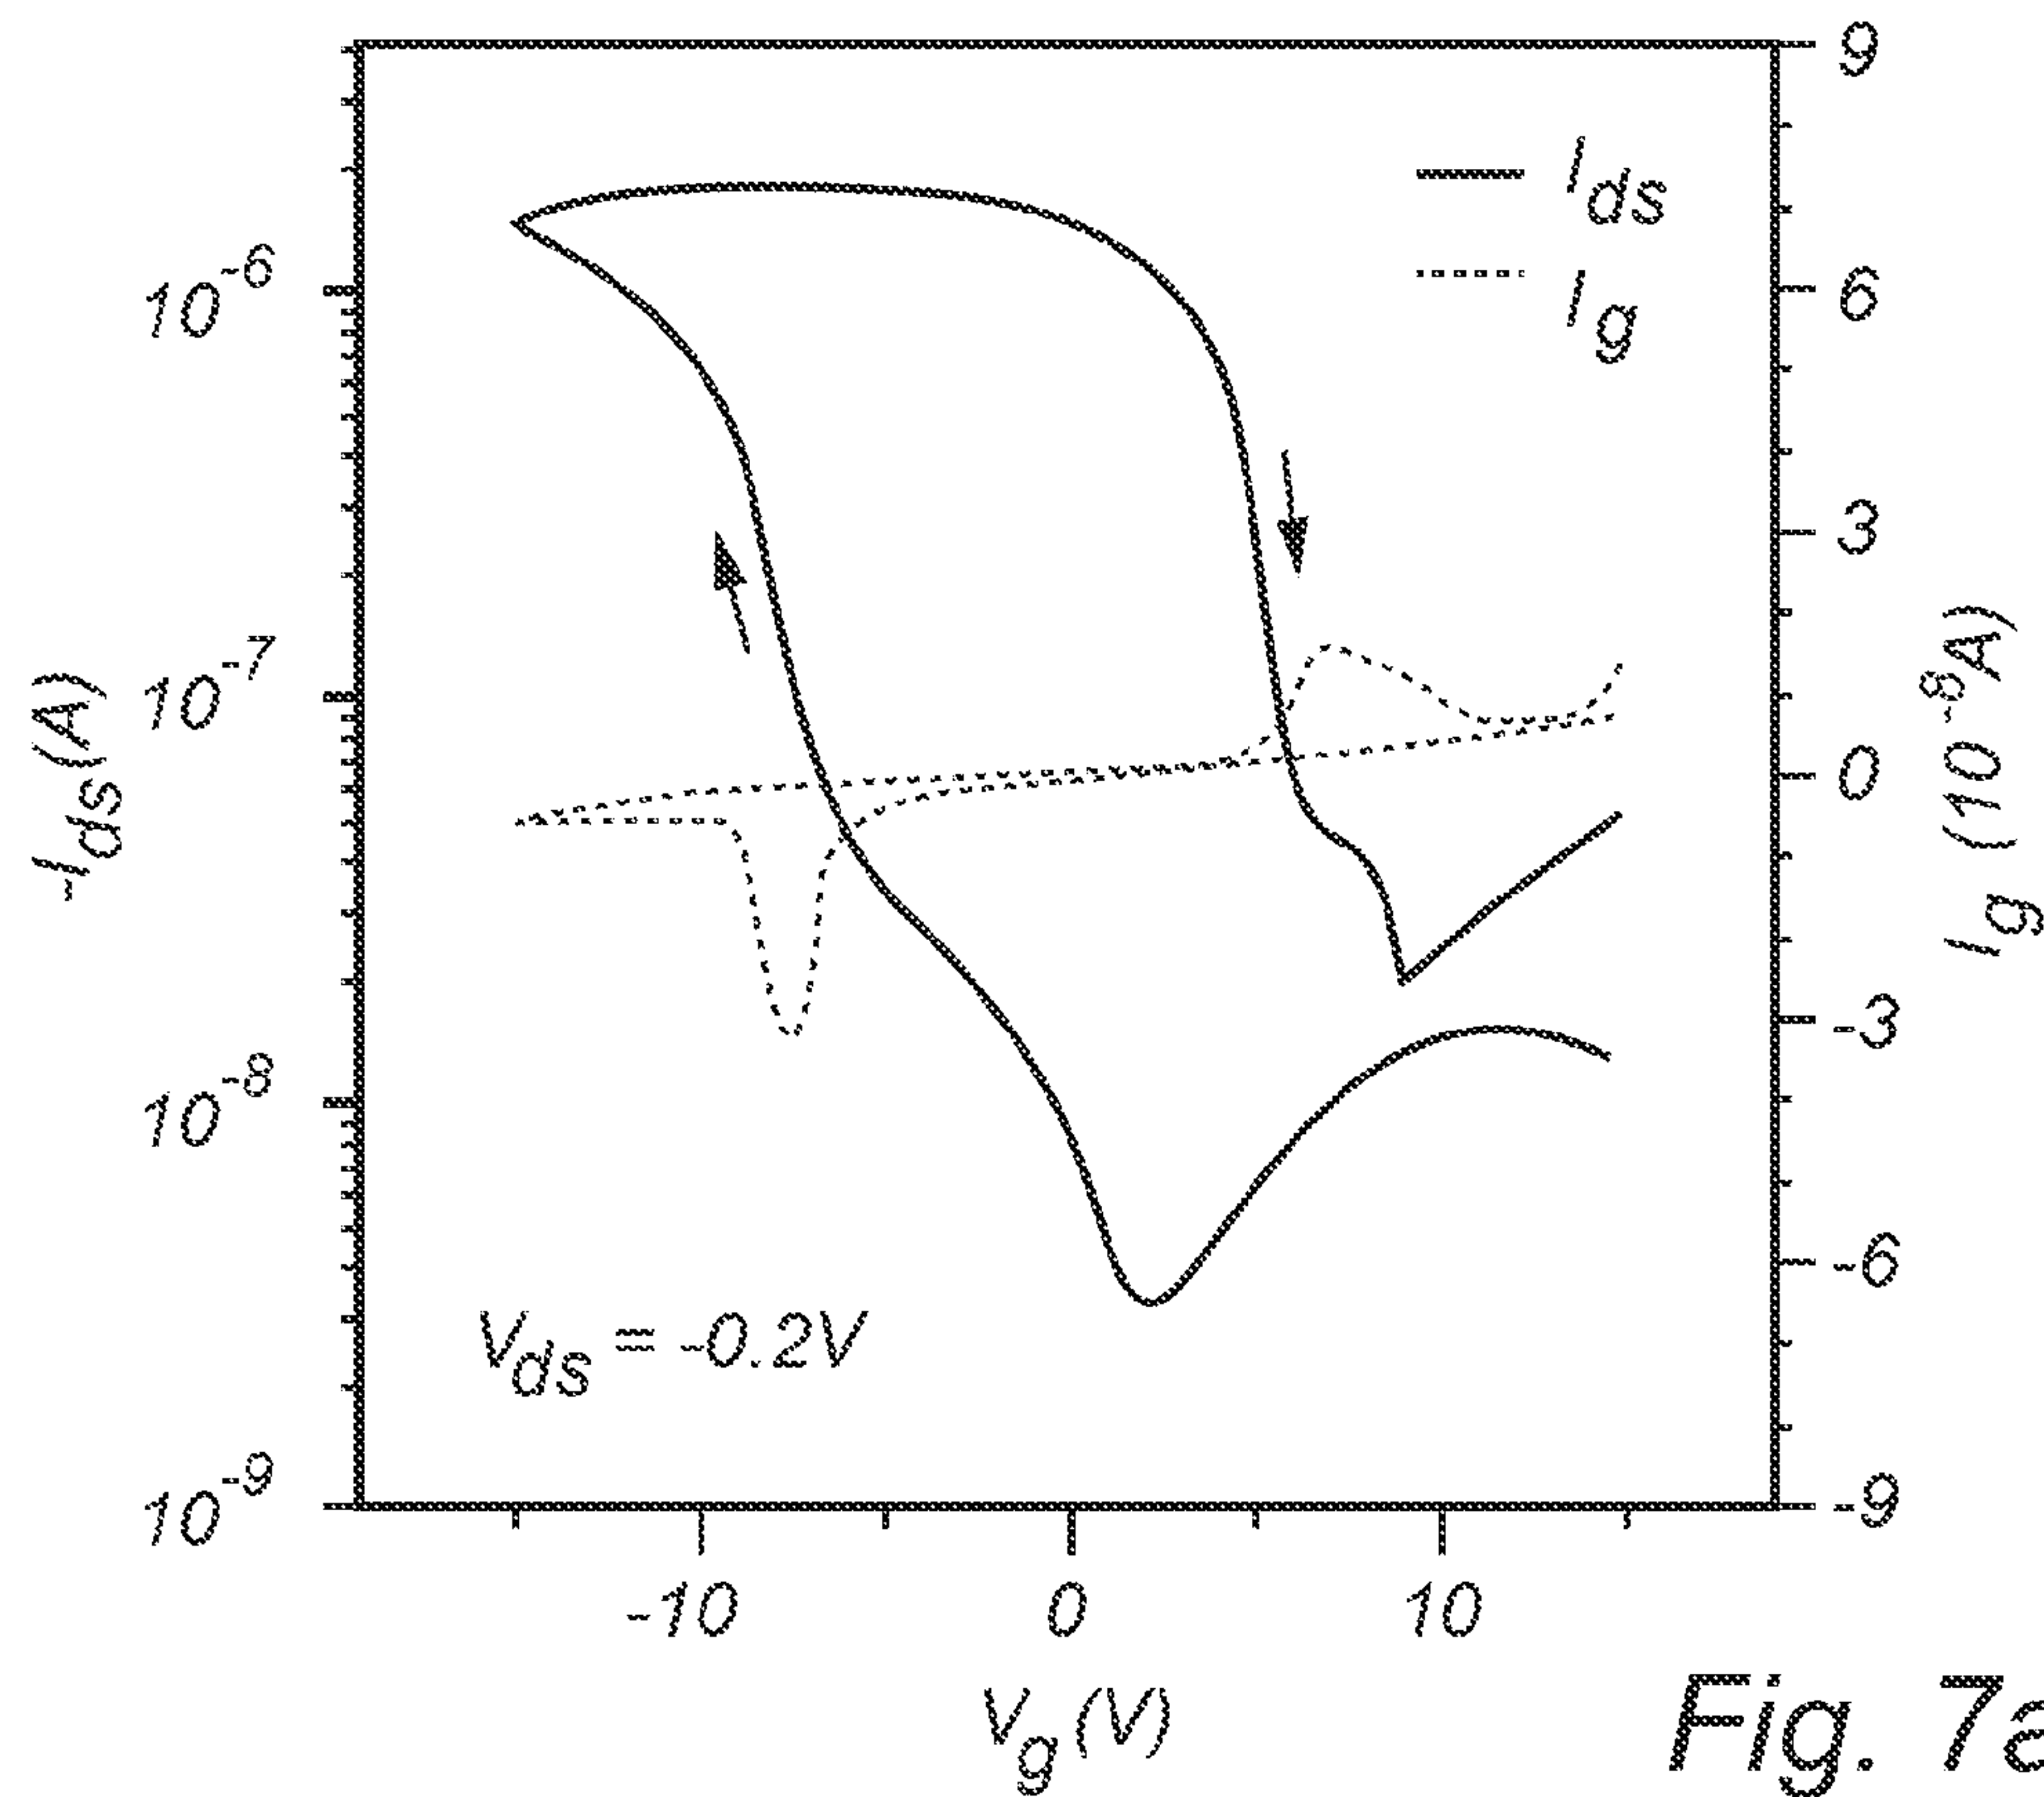 9
I_ds
I_g
10^-6
6
3
10^-7
-I_ds(A)
0
I_g (10^-8A)
-3
10^-8
-6
V_ds = -0.2V
10^-9
-9
-10 0 10
V_g(V)
Fig. 7a